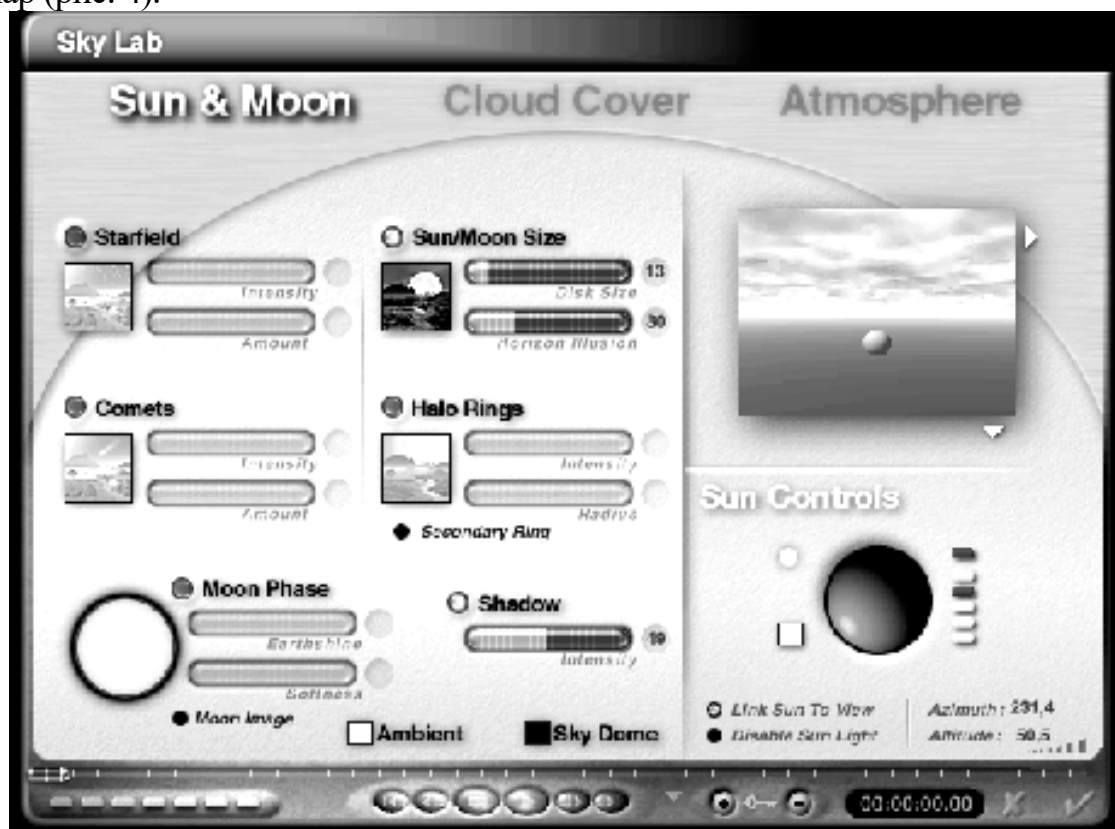 (рис. 4).
Sky Lab
Sun & Moon Cloud Cover Atmosphere
Starfield
Intensity
Amount
Sun/Moon Size
13
Disk Size
30
Horizon Illusion
Comets
Intensity
Amount
Halo Rings
Intensity
Radius
Secondary Ring
Moon Phase
Earthshine
Softness
Moon Image
Shadow
Intensity
Ambient
Sky Dome
Sun Controls
Link Sun To View
Disable Sun Light
Azimuth: 231,4
Altitude: 50,5
00:00:00.00